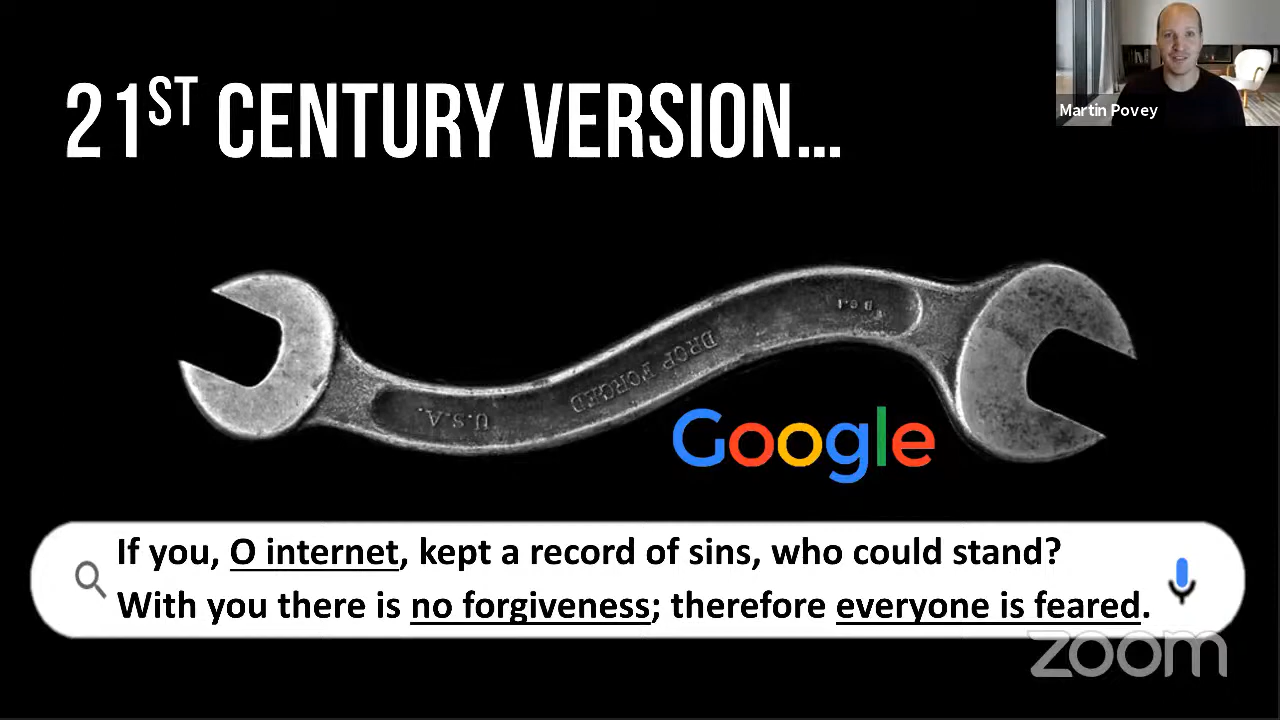 21ST CENTURY VERSION...
Martin Povey
U.S.A.
DROP FORGED
Google
If you, O internet, kept a record of sins, who could stand?
With you there is no forgiveness; therefore everyone is feared.
zoom